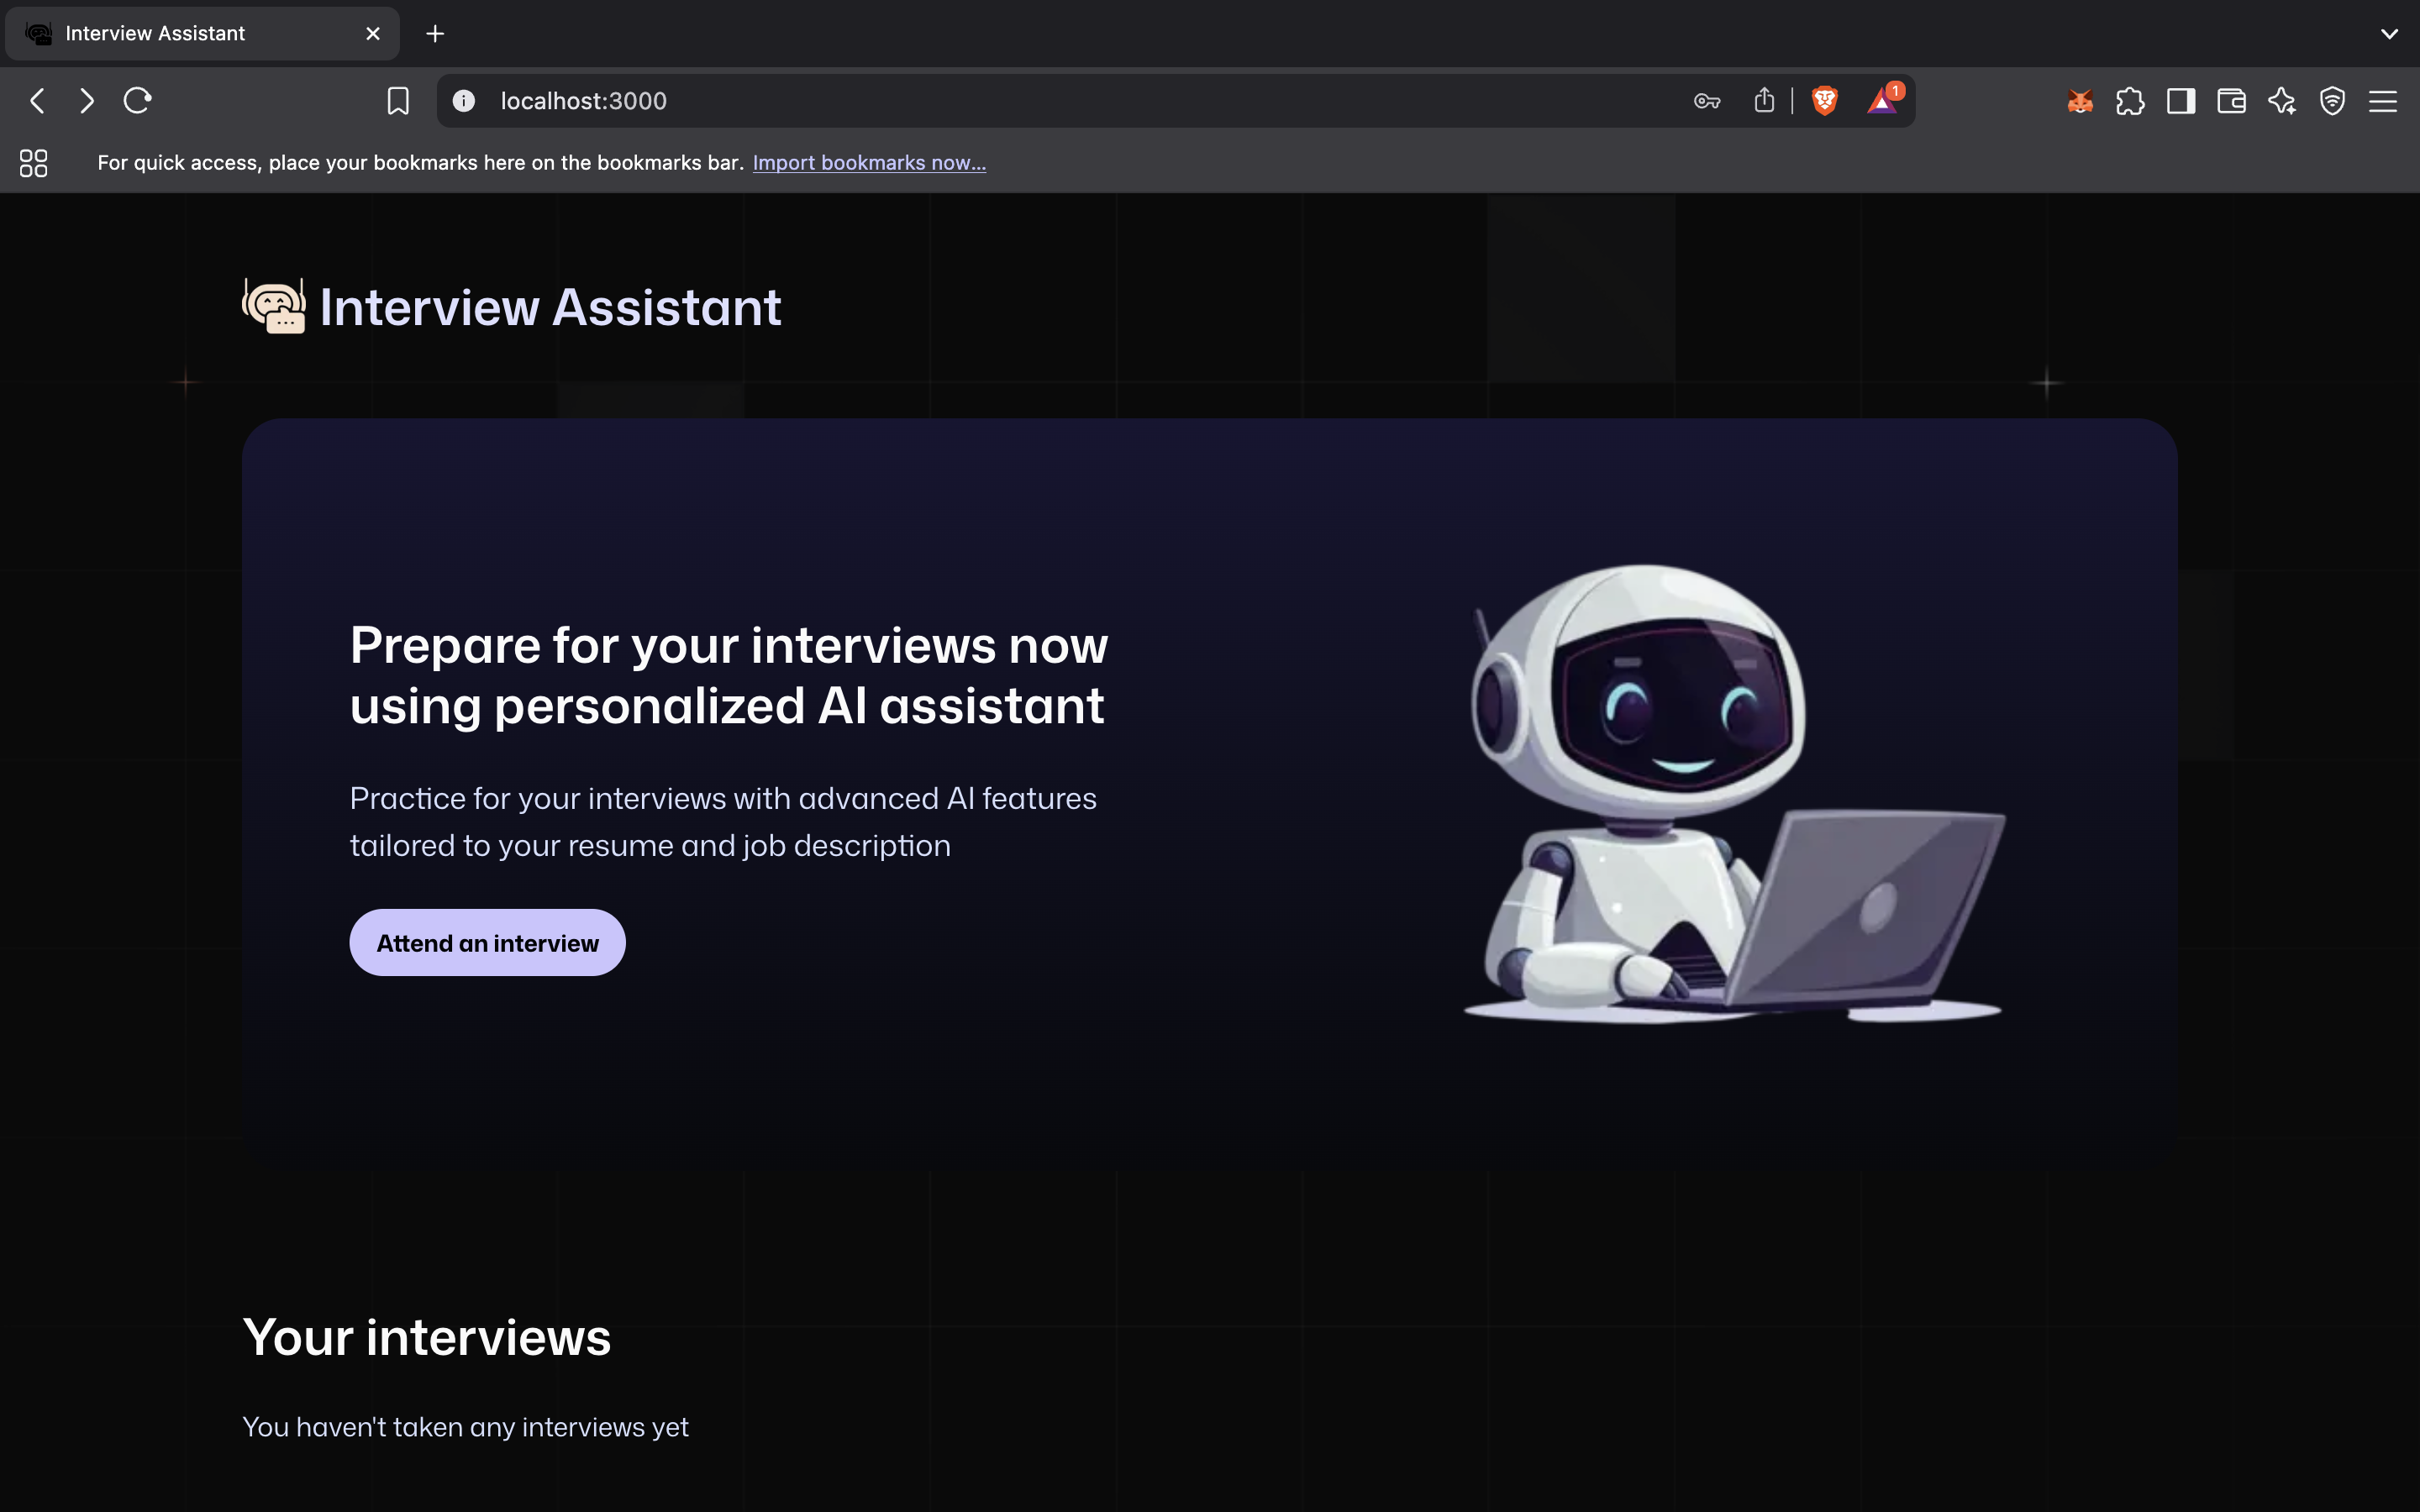 Interview Assistant
localhost:3000
1
For quick access, place your bookmarks here on the bookmarks bar. Import bookmarks now...
Interview Assistant
Prepare for your interviews now
using personalized AI assistant
Practice for your interviews with advanced AI features
tailored to your resume and job description
Attend an interview
Your interviews
You haven't taken any interviews yet